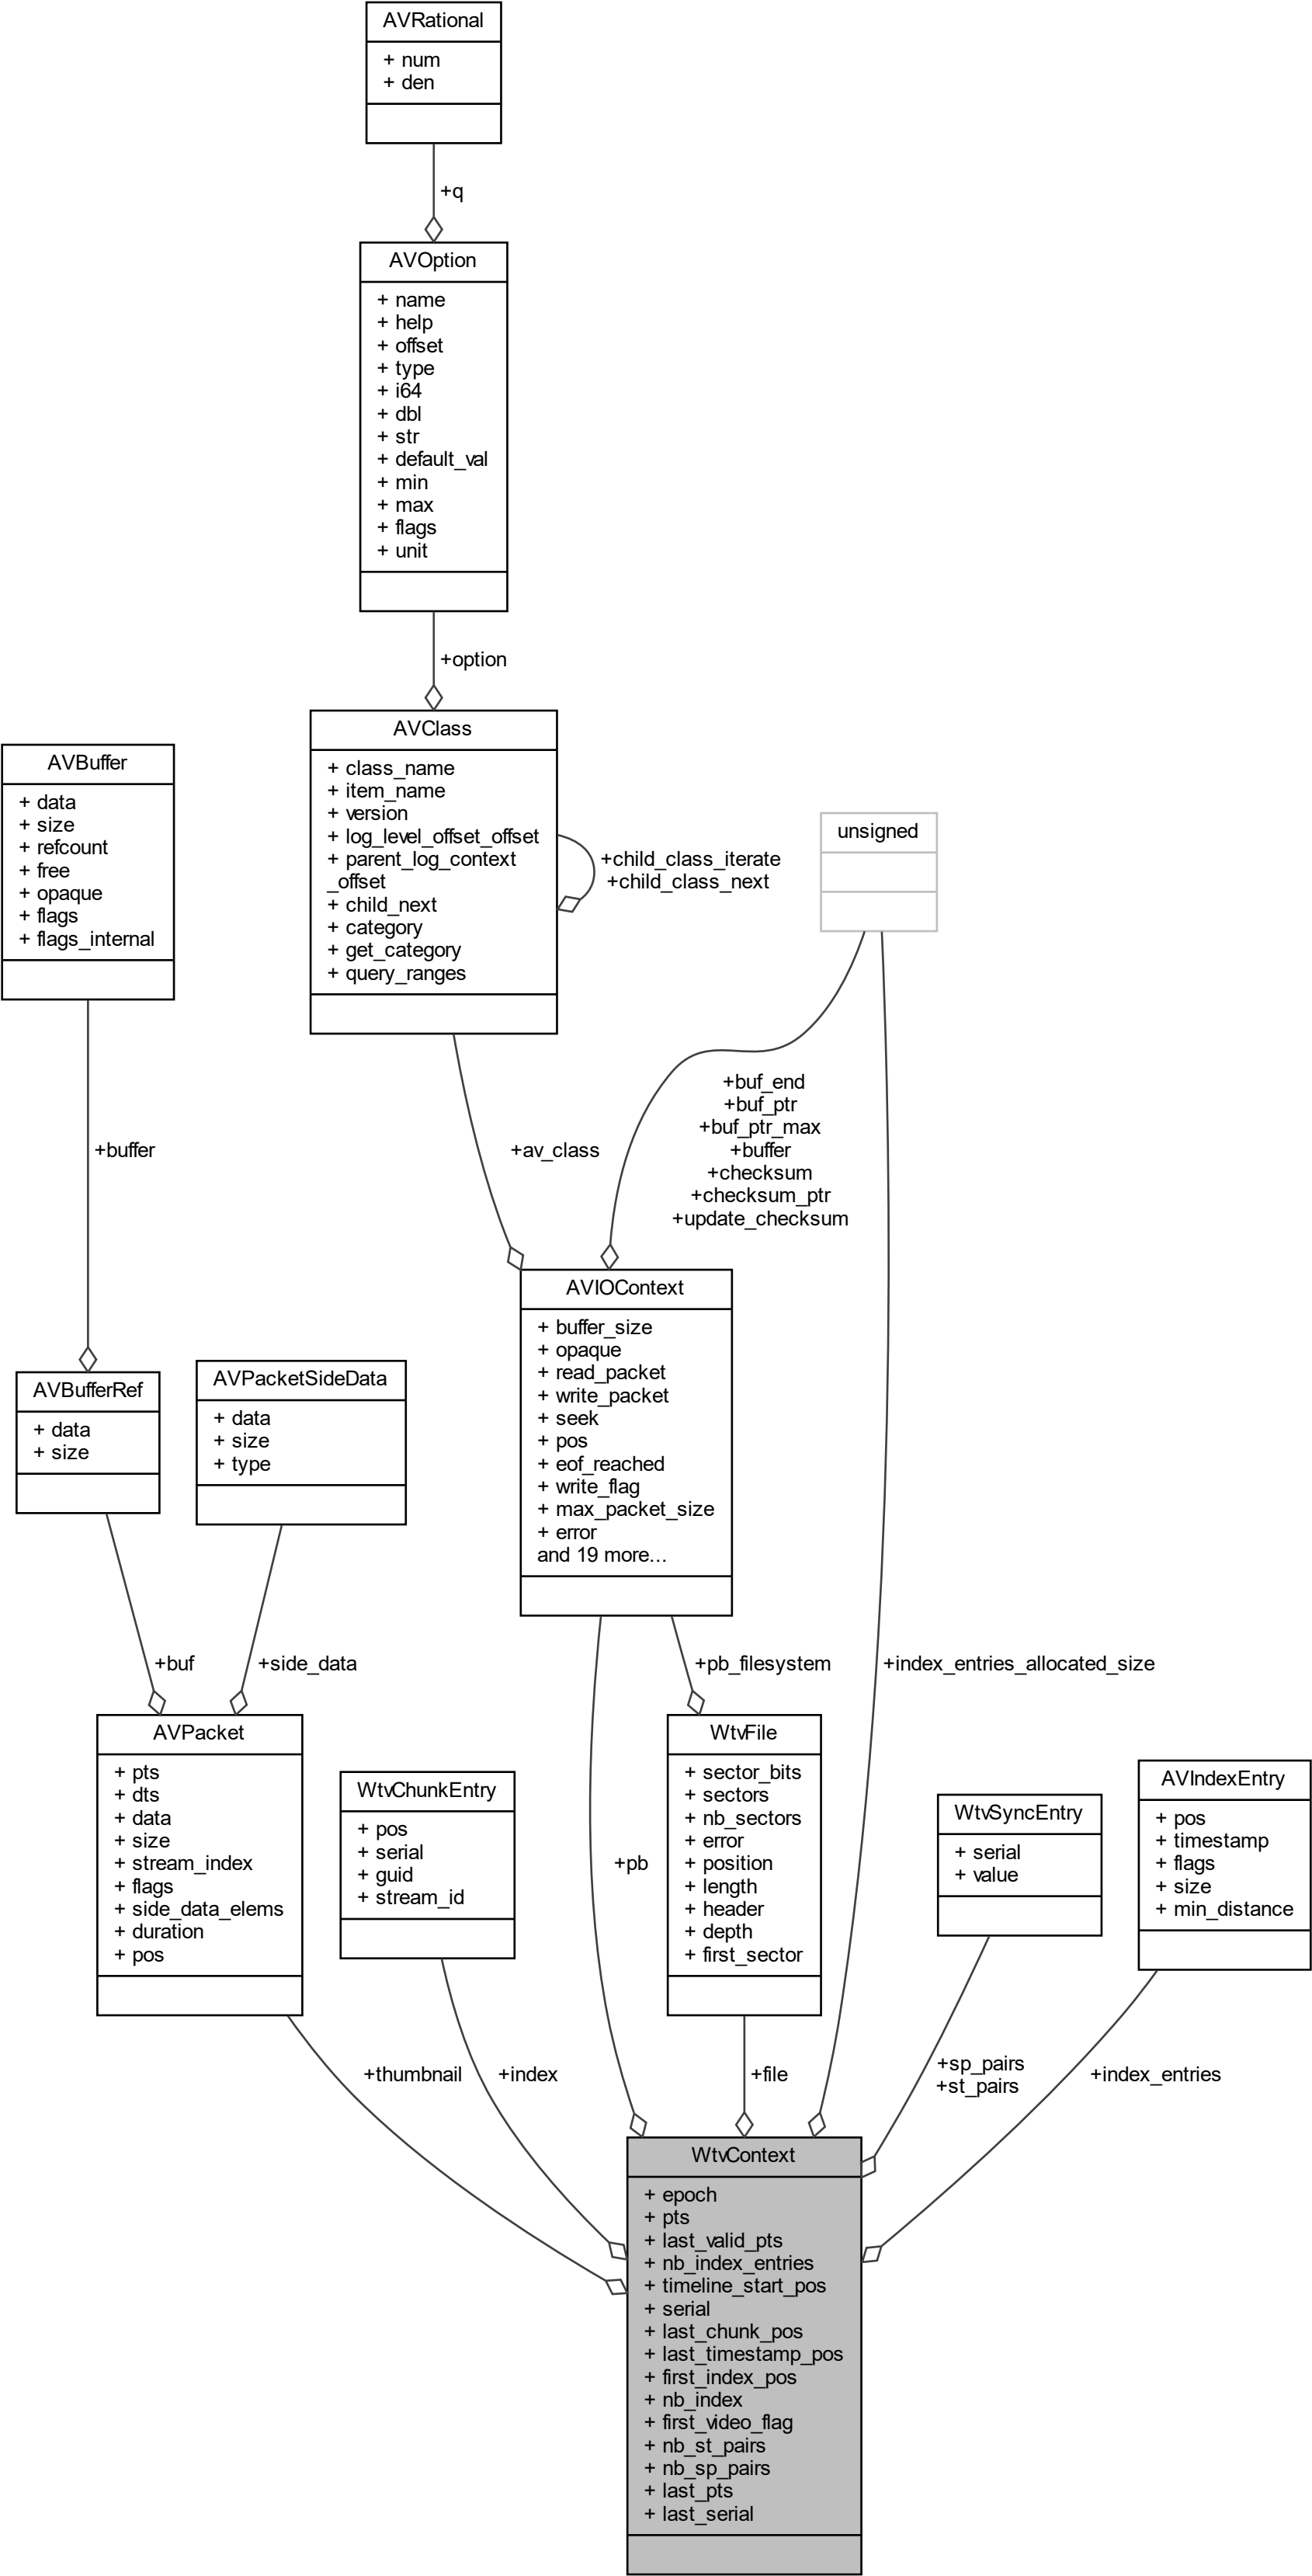 AVRational
+ num
+ den
+q
AVOption
+ name
+ help
+ offset
+ type
+ i64
+ dbl
+ str
+ default_val
+ min
+ max
+ flags
+ unit
+option
AVClass
+ class_name
+ item_name
+ version
+ log_level_offset_offset
+ parent_log_context
_offset
+ child_next
+ category
+ get_category
+ query_ranges
+child_class_iterate
+child_class_next
AVBuffer
+ data
+ size
+ refcount
+ free
+ opaque
+ flags
+ flags_internal
unsigned
+buffer
+av_class
+buf_end
+buf_ptr
+buf_ptr_max
+buffer
+checksum
+checksum_ptr
+update_checksum
AVIOContext
+ buffer_size
+ opaque
+ read_packet
+ write_packet
+ seek
+ pos
+ eof_reached
+ write_flag
+ max_packet_size
+ error
and 19 more...
AVBufferRef
+ data
+ size
AVPacketSideData
+ data
+ size
+ type
+buf
+side_data
+pb_filesystem
+index_entries_allocated_size
AVPacket
+ pts
+ dts
+ data
+ size
+ stream_index
+ flags
+ side_data_elems
+ duration
+ pos
WtvChunkEntry
+ pos
+ serial
+ guid
+ stream_id
+pb
WtvFile
+ sector_bits
+ sectors
+ nb_sectors
+ error
+ position
+ length
+ header
+ depth
+ first_sector
WtvSyncEntry
+ serial
+ value
AVIndexEntry
+ pos
+ timestamp
+ flags
+ size
+ min_distance
+thumbnail
+index
+file
+sp_pairs
+st_pairs
+index_entries
WtvContext
+ epoch
+ pts
+ last_valid_pts
+ nb_index_entries
+ timeline_start_pos
+ serial
+ last_chunk_pos
+ last_timestamp_pos
+ first_index_pos
+ nb_index
+ first_video_flag
+ nb_st_pairs
+ nb_sp_pairs
+ last_pts
+ last_serial